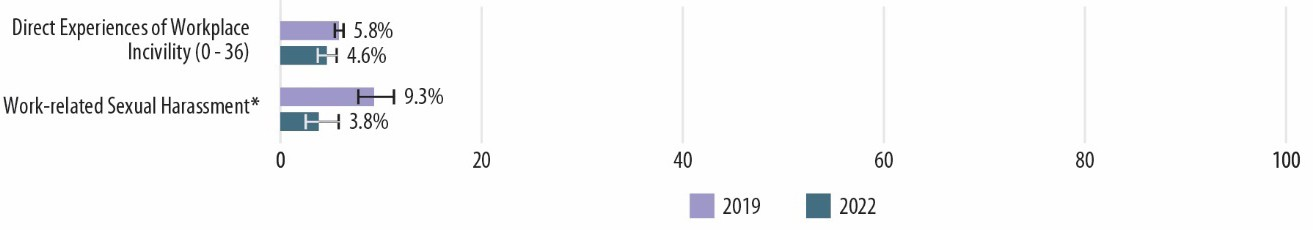 Direct Experiences of Workplace
Incivility (0 - 36)
5.8%
4.6%
Work-related Sexual Harassment*
9.3%
3.8%
0 20 40 60 80 100
2019 2022